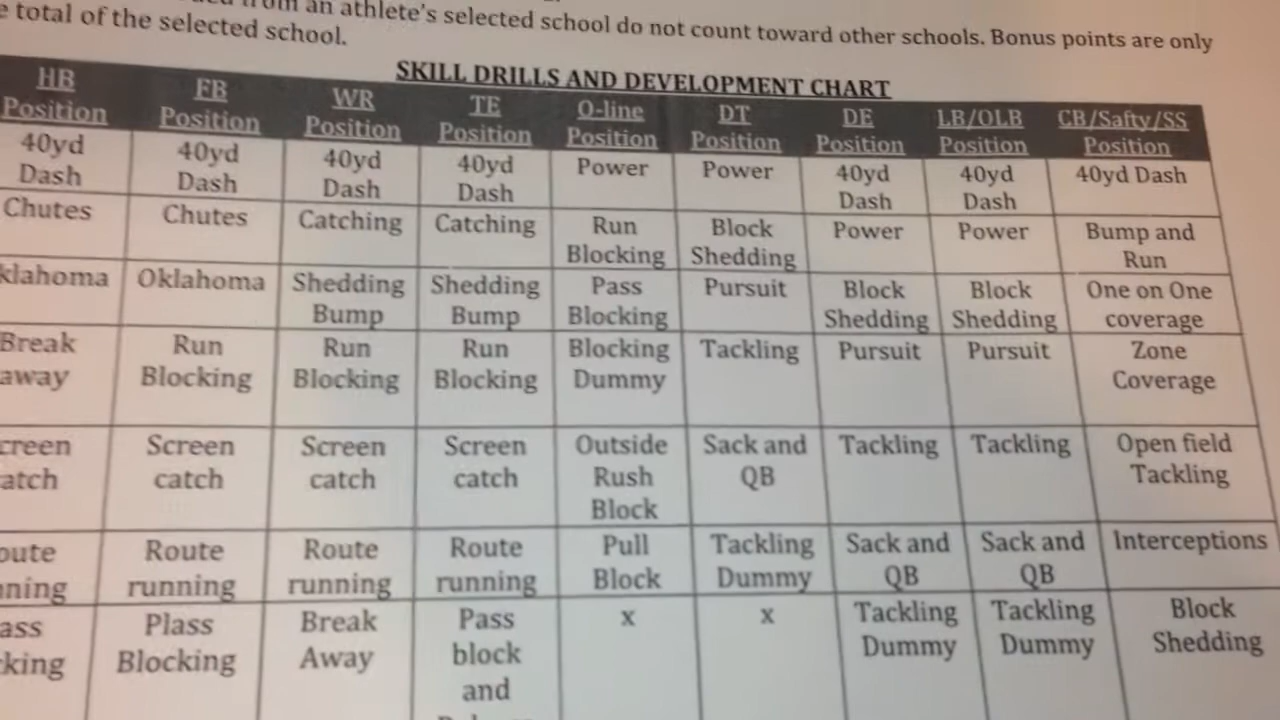 from an athlete's selected school do not count toward other schools. Bonus points are only
total of the selected school.
SKILL DRILLS AND DEVELOPMENT CHART
HB FB WR TE O-line DT DE LB/OLB CB/Safty/SS
Position Position Position Position Position Position Position Position Position
40yd 40yd 40yd 40yd Power Power 40yd 40yd 40yd Dash
Dash Dash Dash Dash Dash Dash
Chutes Chutes Catching Catching Run Block Power Power Bump and
Blocking Shedding Run
klahoma Oklahoma Shedding Shedding Pass Pursuit Block Block One on One
Bump Bump Blocking Shedding Shedding coverage
Break Run Run Run Blocking Tackling Pursuit Pursuit Zone
away Blocking Blocking Blocking Dummy Coverage
creen Screen Screen Screen Outside Sack and Tackling Tackling Open field
atch catch catch catch Rush QB Tackling
Block
oute Route Route Route Pull Tackling Sack and Sack and Interceptions
ning running running running Block Dummy QB QB
ass Plass Break Pass x x Tackling Tackling Block
king Blocking Away block Dummy Dummy Shedding
and